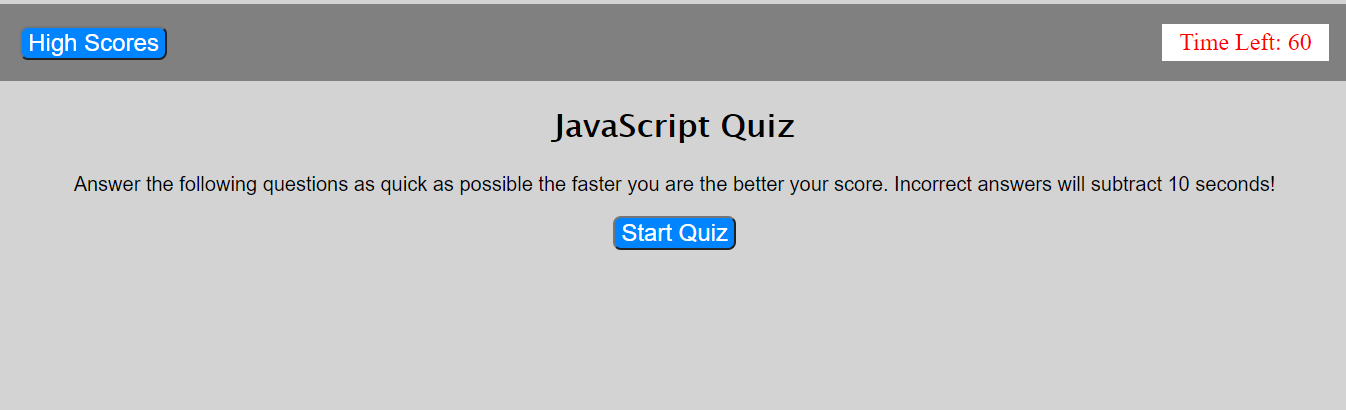 High Scores
Time Left: 60
JavaScript Quiz
Answer the following questions as quick as possible the faster you are the better your score. Incorrect answers will subtract 10 seconds!
Start Quiz